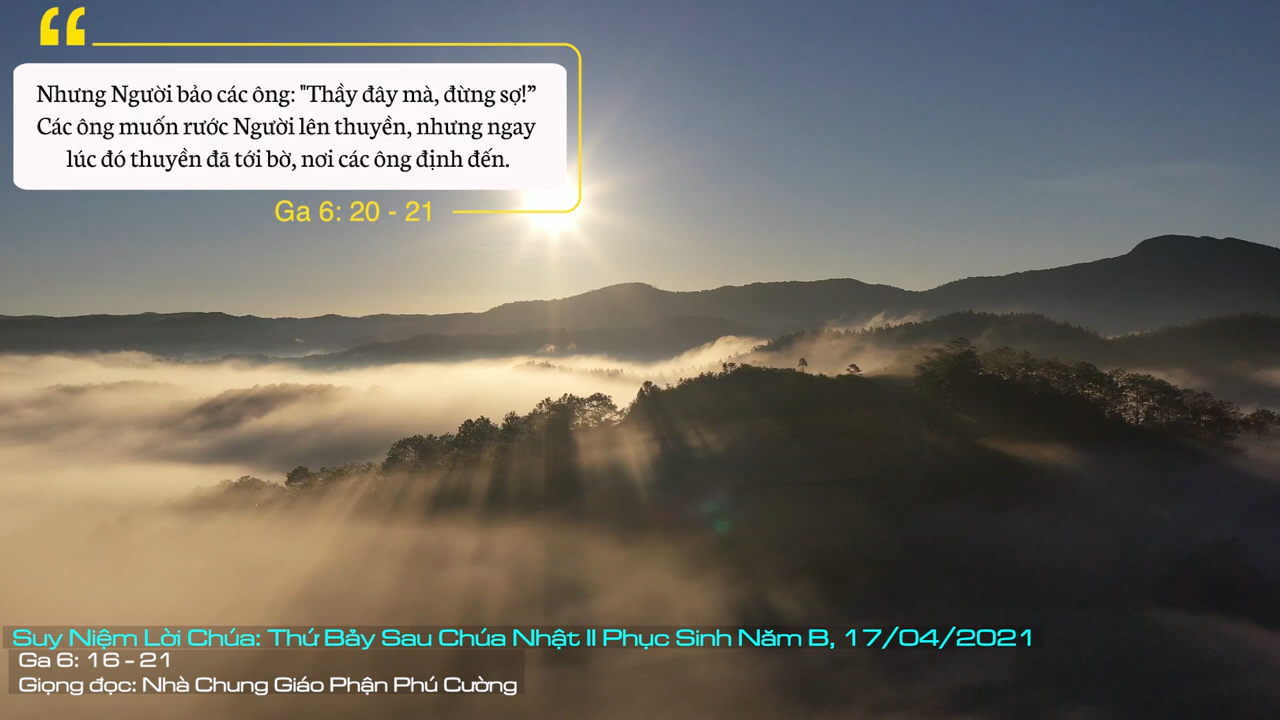 Nhưng Người bảo các ông: "Thầy đây mà, đừng sợ!”
Các ông muốn rước Người lên thuyền, nhưng ngay
lúc đó thuyền đã tới bờ, nơi các ông định đến.
Ga 6: 20 - 21
Suy Niệm Lời Chúa: Thứ Bảy Sau Chúa Nhật II Phục Sinh Năm B, 17/04/2021
Ga 6: 16 - 21
Giọng đọc: Nhà Chung Giáo Phận Phú Cường